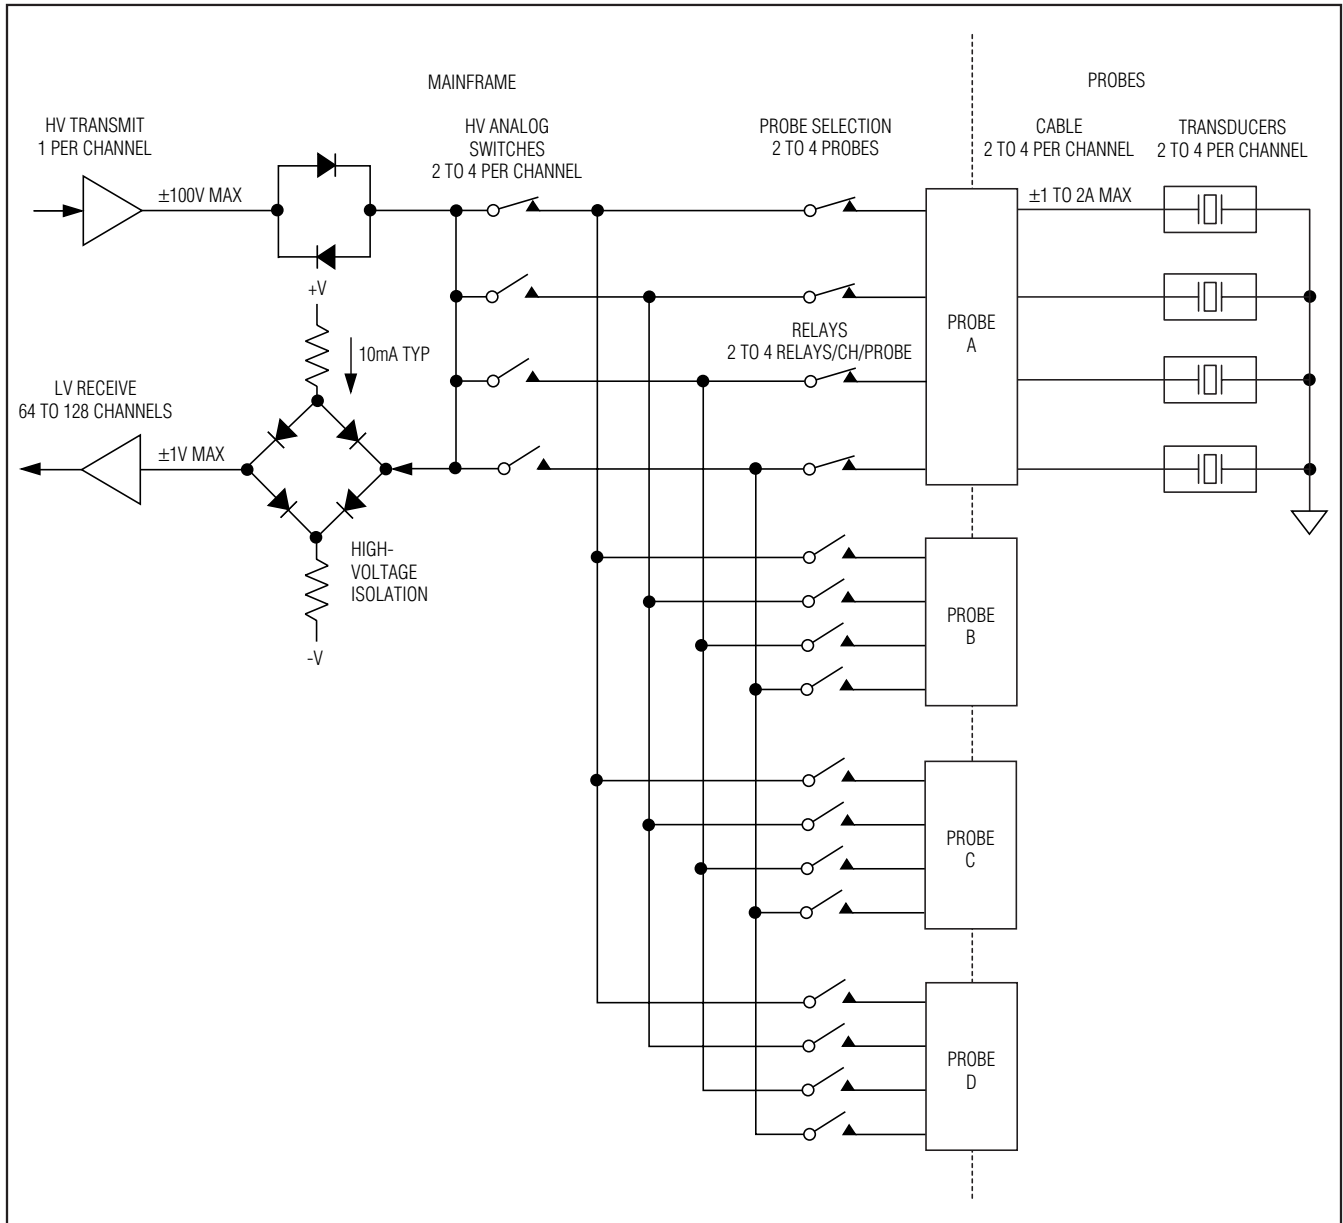 MAINFRAME
PROBES
HV TRANSMIT
1 PER CHANNEL
HV ANALOG
SWITCHES
2 TO 4 PER CHANNEL
PROBE SELECTION
2 TO 4 PROBES
CABLE
2 TO 4 PER CHANNEL
TRANSDUCERS
2 TO 4 PER CHANNEL
±100V MAX
±1 TO 2A MAX
+V
10mA TYP
RELAYS
2 TO 4 RELAYS/CH/PROBE
PROBE
A
LV RECEIVE
64 TO 128 CHANNELS
±1V MAX
HIGH-
VOLTAGE
ISOLATION
-V
PROBE
B
PROBE
C
PROBE
D